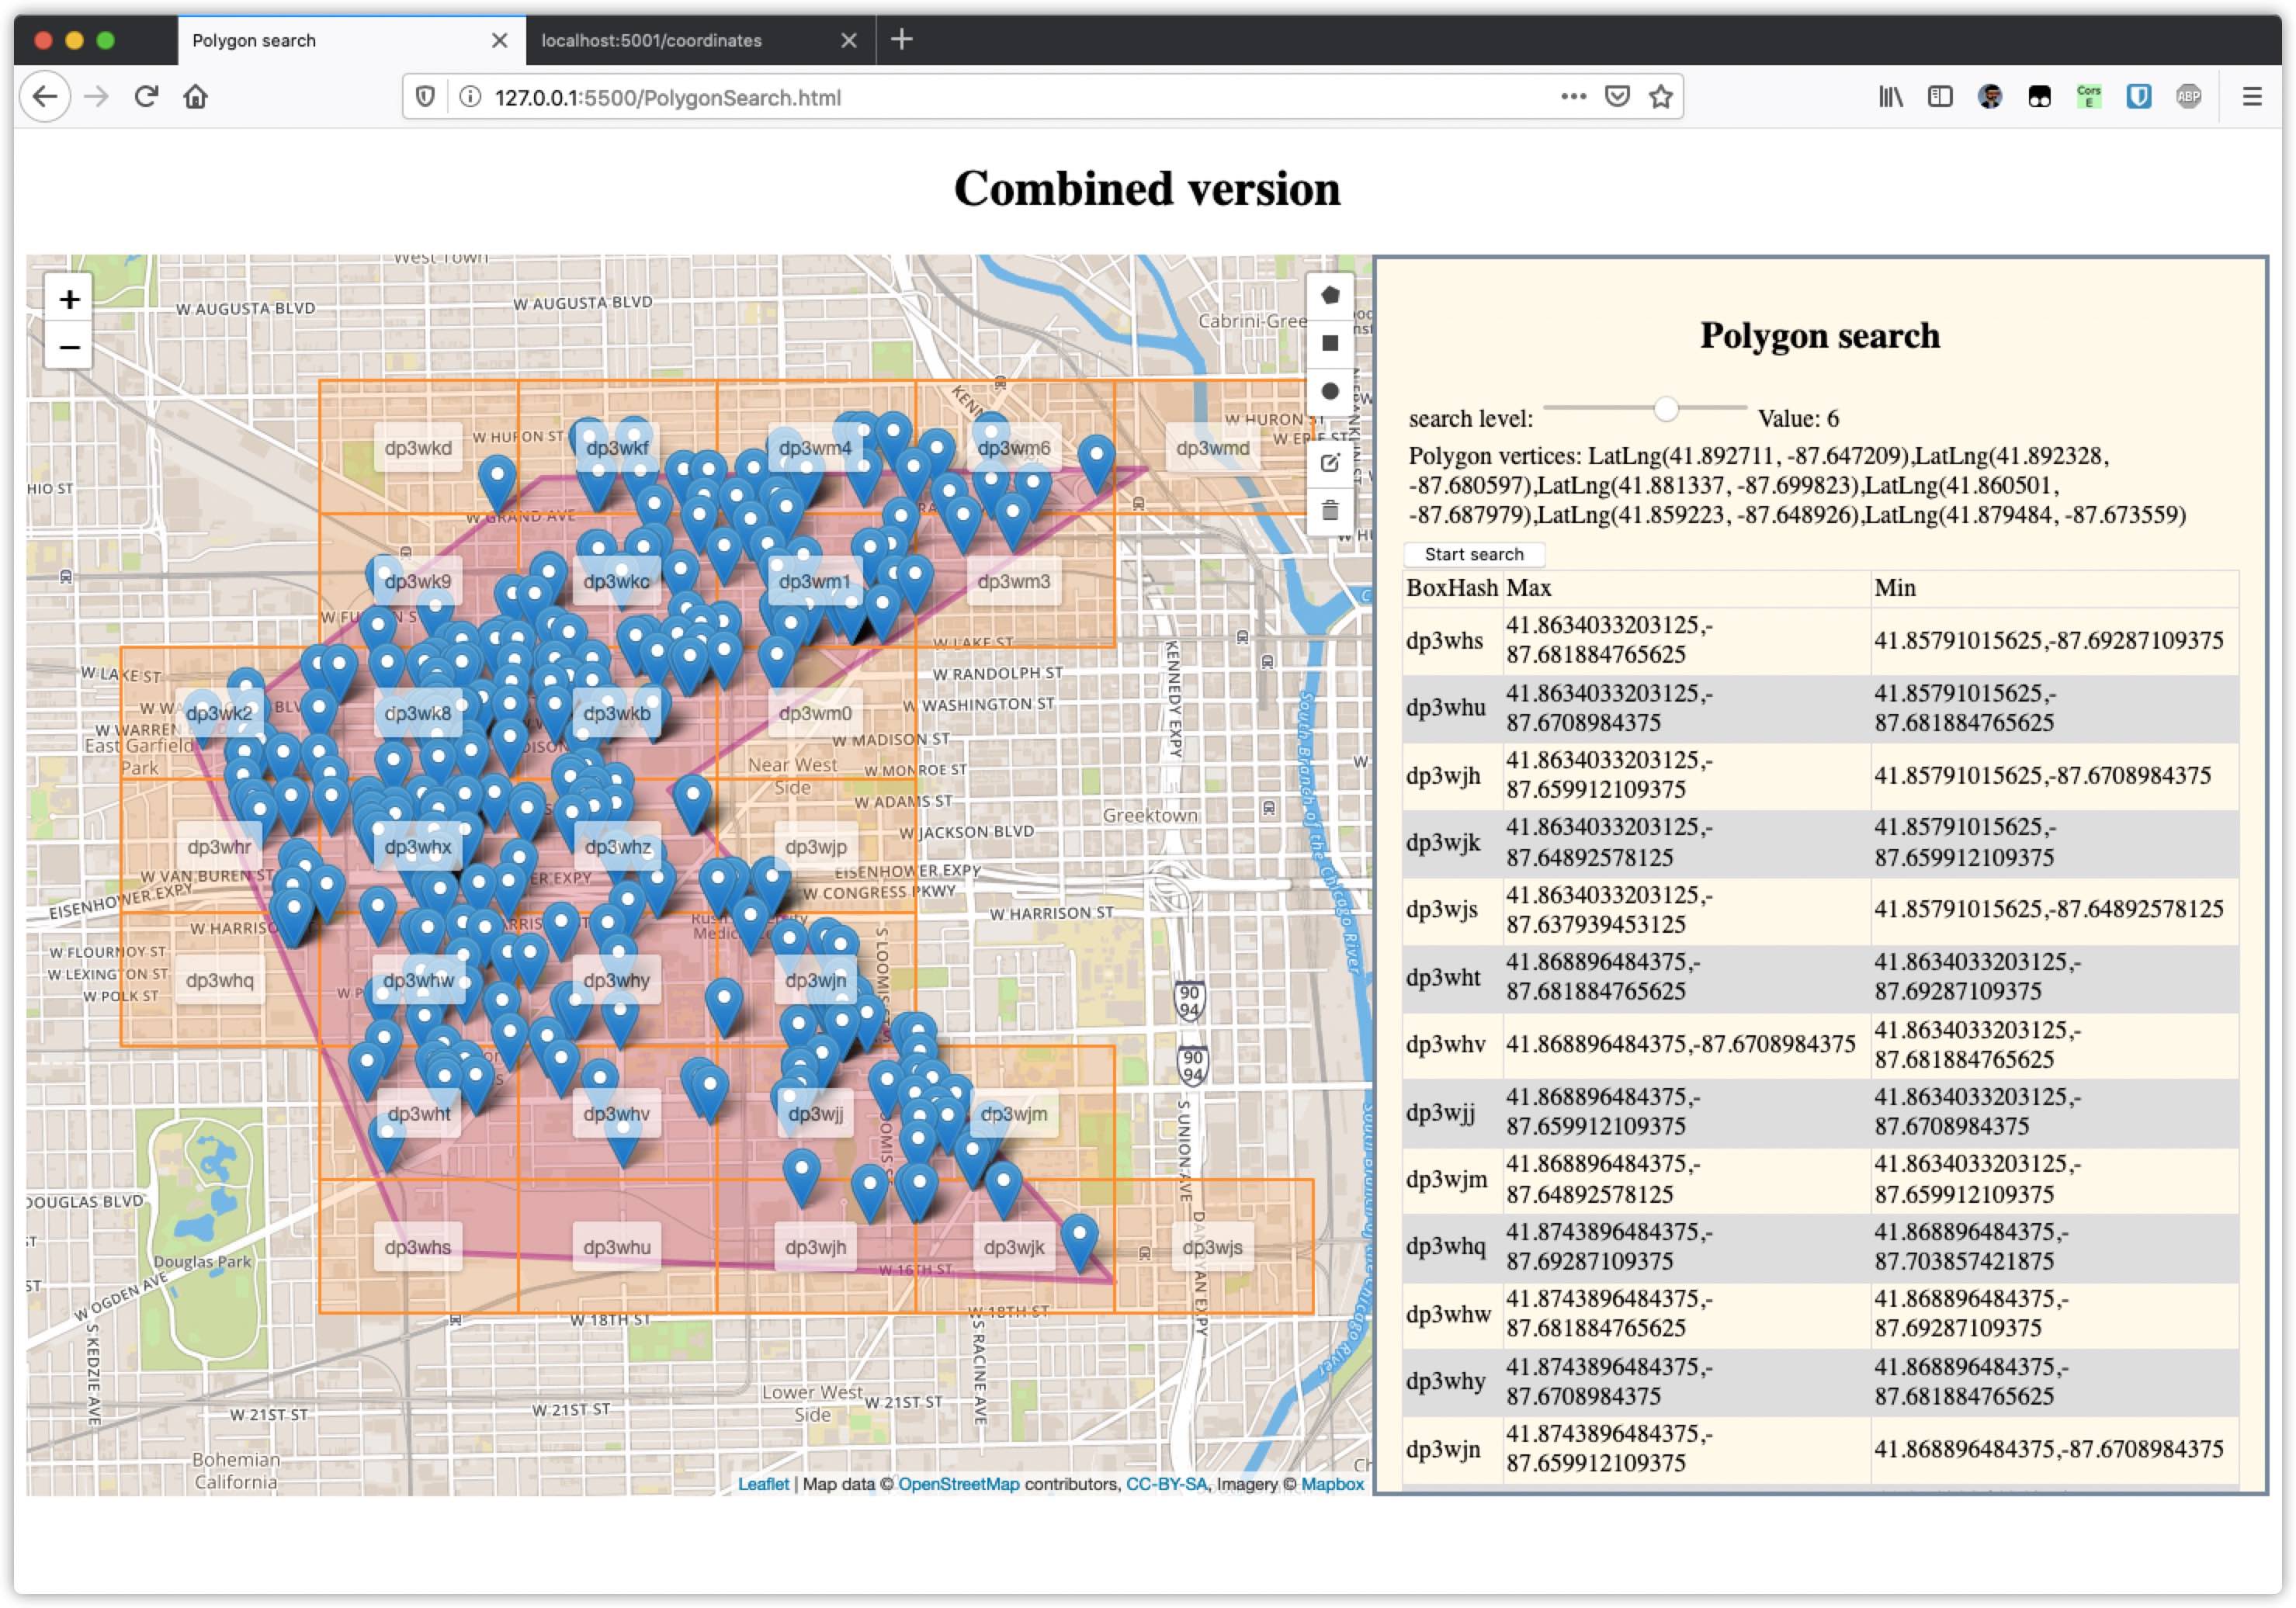 Polygon search
localhost:5001/coordinates
127.0.0.1:5500/PolygonSearch.html
Cors
E
ABP
Combined version
+
−
West Town
W AUGUSTA BLVD
W AUGUSTA BLVD
W HURON ST
dp3wkd
dp3wkf
dp3wm4
dp3wm6
dp3wmd
W GRAND AVE
dp3wk9
dp3wkc
dp3wm1
dp3wm3
W LAKE ST
W LAKE ST
W RANDOLPH ST
W WASHINGTON ST
dp3wk2
dp3wk8
dp3wkb
dp3wm0
W WARREN
East Garfield
Park
W MADISON ST
Near West
Side
W MONROE ST
W ADAMS ST
W JACKSON BLVD
Greektown
KENNEDY EXPY
dp3whr
dp3whx
dp3whz
dp3wjp
W VAN BUREN ST
EISENHOWER EXPY
EISENHOWER EXPY
W CONGRESS PKWY
W HARRISON ST
South Branch of the Chicago River
W FLOURNOY ST
W LEXINGTON ST
W POLK ST
dp3whq
dp3whw
dp3why
dp3wjn
S LOOMIS ST
90
94
90
94
dp3wht
dp3whv
dp3wjj
dp3wjm
S UNION AVE
DOUGLAS BLVD
Douglas Park
W OGDEN AVE
dp3whs
dp3whu
dp3wjh
dp3wjk
dp3wjs
W 16TH ST
W 18TH ST
W 18TH ST
S KEDZIE AVE
S RACINE AVE
Lower West
Side
W 21ST ST
W 21ST ST
W 21ST ST
Bohemian
California
Leaflet | Map data © OpenStreetMap contributors, CC-BY-SA, Imagery © Mapbox
Polygon search
search level: Value: 6
Polygon vertices: LatLng(41.892711, -87.647209),LatLng(41.892328,
-87.680597),LatLng(41.881337, -87.699823),LatLng(41.860501,
-87.687979),LatLng(41.859223, -87.648926),LatLng(41.879484, -87.673559)
Start search
BoxHash Max Min
dp3whs 41.8634033203125,-87.681884765625 41.85791015625,-87.69287109375
dp3whu 41.8634033203125,-87.6708984375 41.85791015625,-87.681884765625
dp3wjh 41.8634033203125,-87.659912109375 41.85791015625,-87.6708984375
dp3wjk 41.8634033203125,-87.64892578125 41.85791015625,-87.659912109375
dp3wjs 41.8634033203125,-87.637939453125 41.85791015625,-87.64892578125
dp3wht 41.868896484375,-87.681884765625 41.8634033203125,-87.69287109375
dp3whv 41.868896484375,-87.6708984375 41.8634033203125,-87.681884765625
dp3wjj 41.868896484375,-87.659912109375 41.8634033203125,-87.6708984375
dp3wjm 41.868896484375,-87.64892578125 41.8634033203125,-87.659912109375
dp3whq 41.8743896484375,-87.69287109375 41.868896484375,-87.703857421875
dp3whw 41.8743896484375,-87.681884765625 41.868896484375,-87.69287109375
dp3why 41.8743896484375,-87.6708984375 41.868896484375,-87.681884765625
dp3wjn 41.8743896484375,-87.659912109375 41.868896484375,-87.6708984375